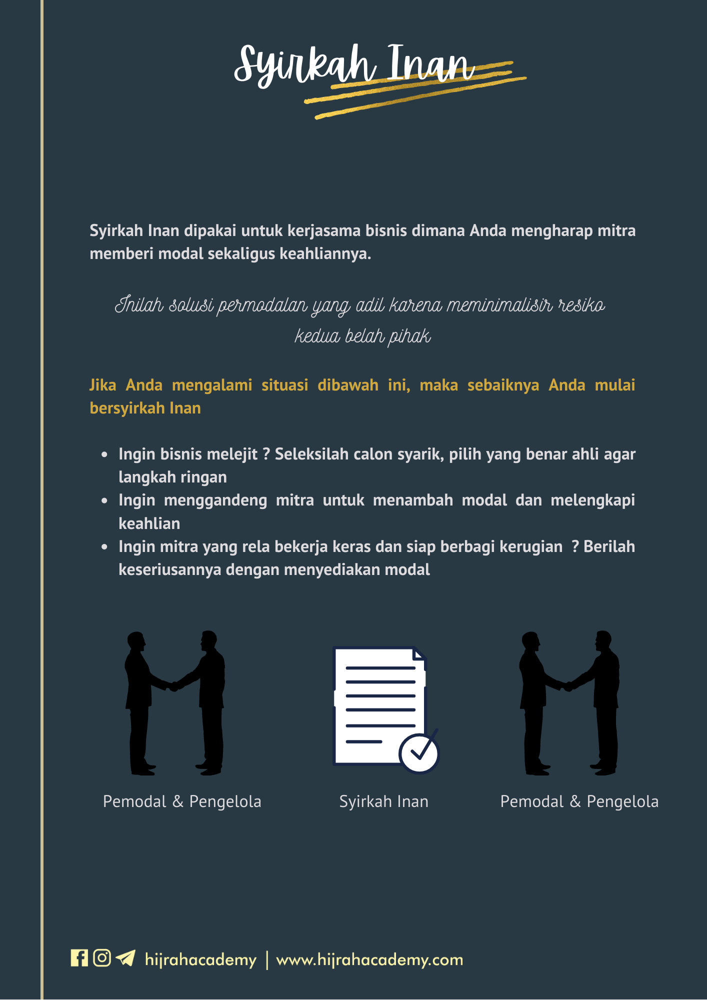 Syirkah Inan
Syirkah Inan dipakai untuk kerjasama bisnis dimana Anda mengharap mitra
memberi modal sekaligus keahliannya.
Inilah solusi permodalan yang adil karena meminimalisir resiko
kedua belah pihak
Jika Anda mengalami situasi dibawah ini, maka sebaiknya Anda mulai
bersyirkah Inan
• Ingin bisnis melejit ? Seleksilah calon syarik, pilih yang benar ahli agar
langkah ringan
• Ingin menggandeng mitra untuk menambah modal dan melengkapi
keahlian
• Ingin mitra yang rela bekerja keras dan siap berbagi kerugian ? Berilah
keseriusannya dengan menyediakan modal
Pemodal & Pengelola
Syirkah Inan
Pemodal & Pengelola
hijrahacademy | www.hijrahacademy.com